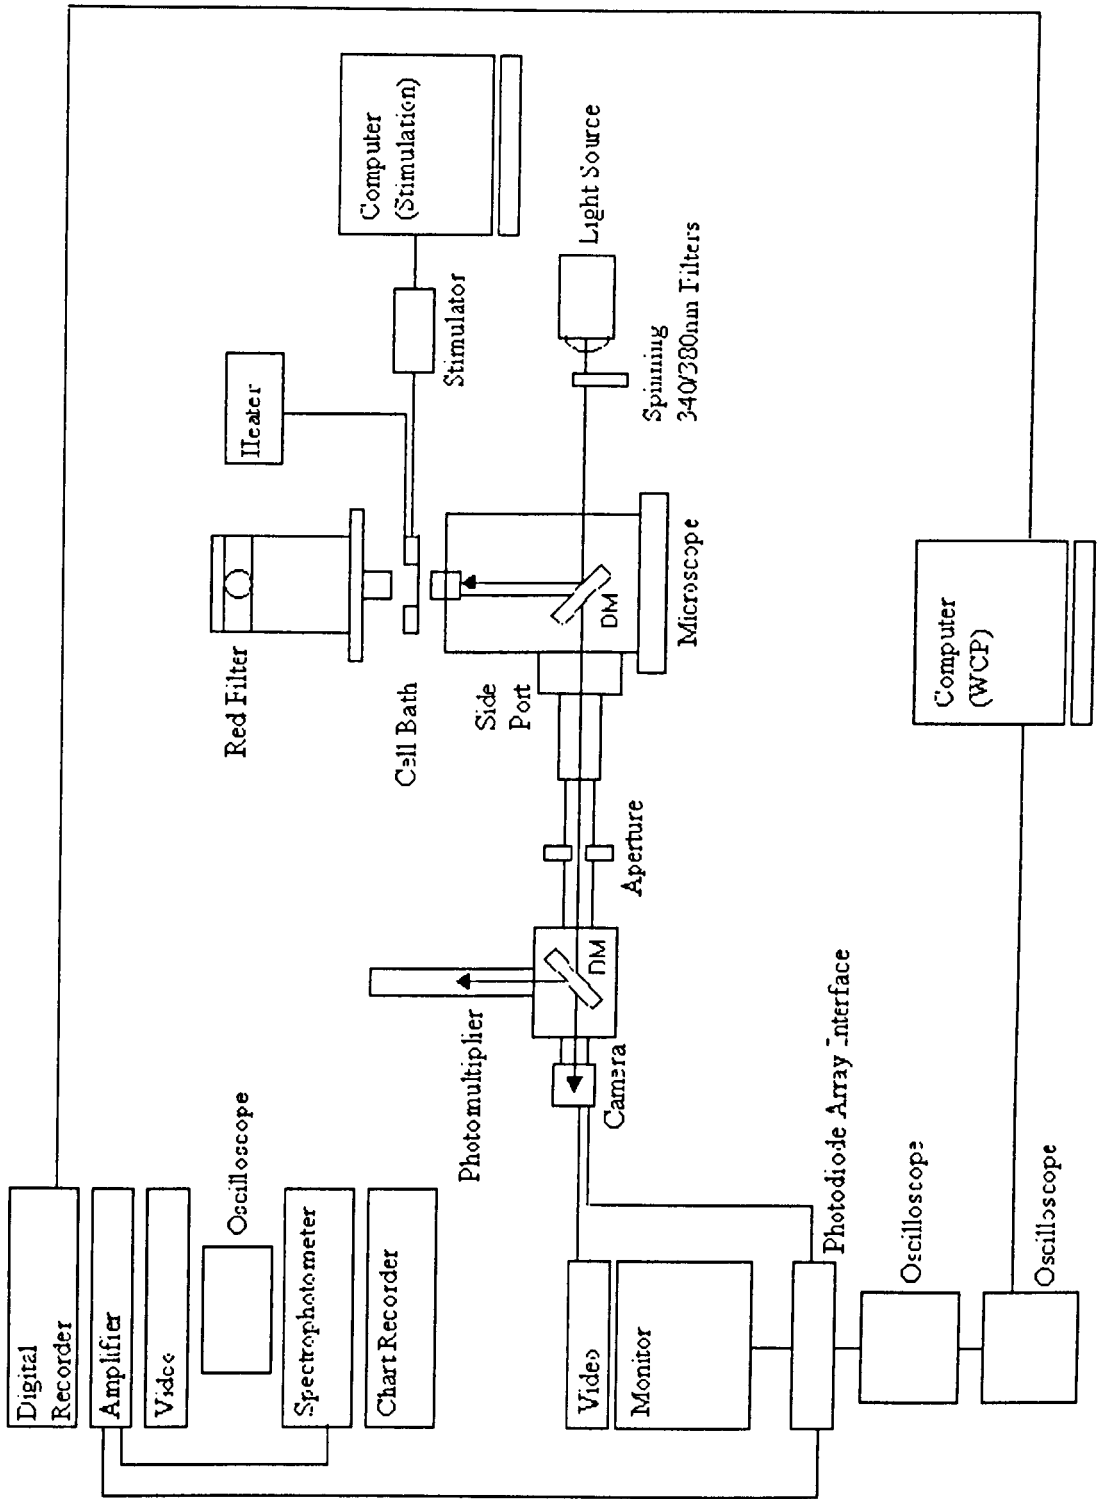 Digital
Recorder
Amplifier
Video
Oscilloscope
Spectrophotometer
Chart Recorder
Video
Monitor
Photodiode Array Interface
Oscilloscope
Oscilloscope
Photomultiplier
Camera
DM
Aperture
Side
Port
Red Filter
Cell Bath
DM
Microscope
Heater
Stimulator
Computer
(Stimulation)
Light Source
Spinning
340/380nm Filters
Computer
(WCP)